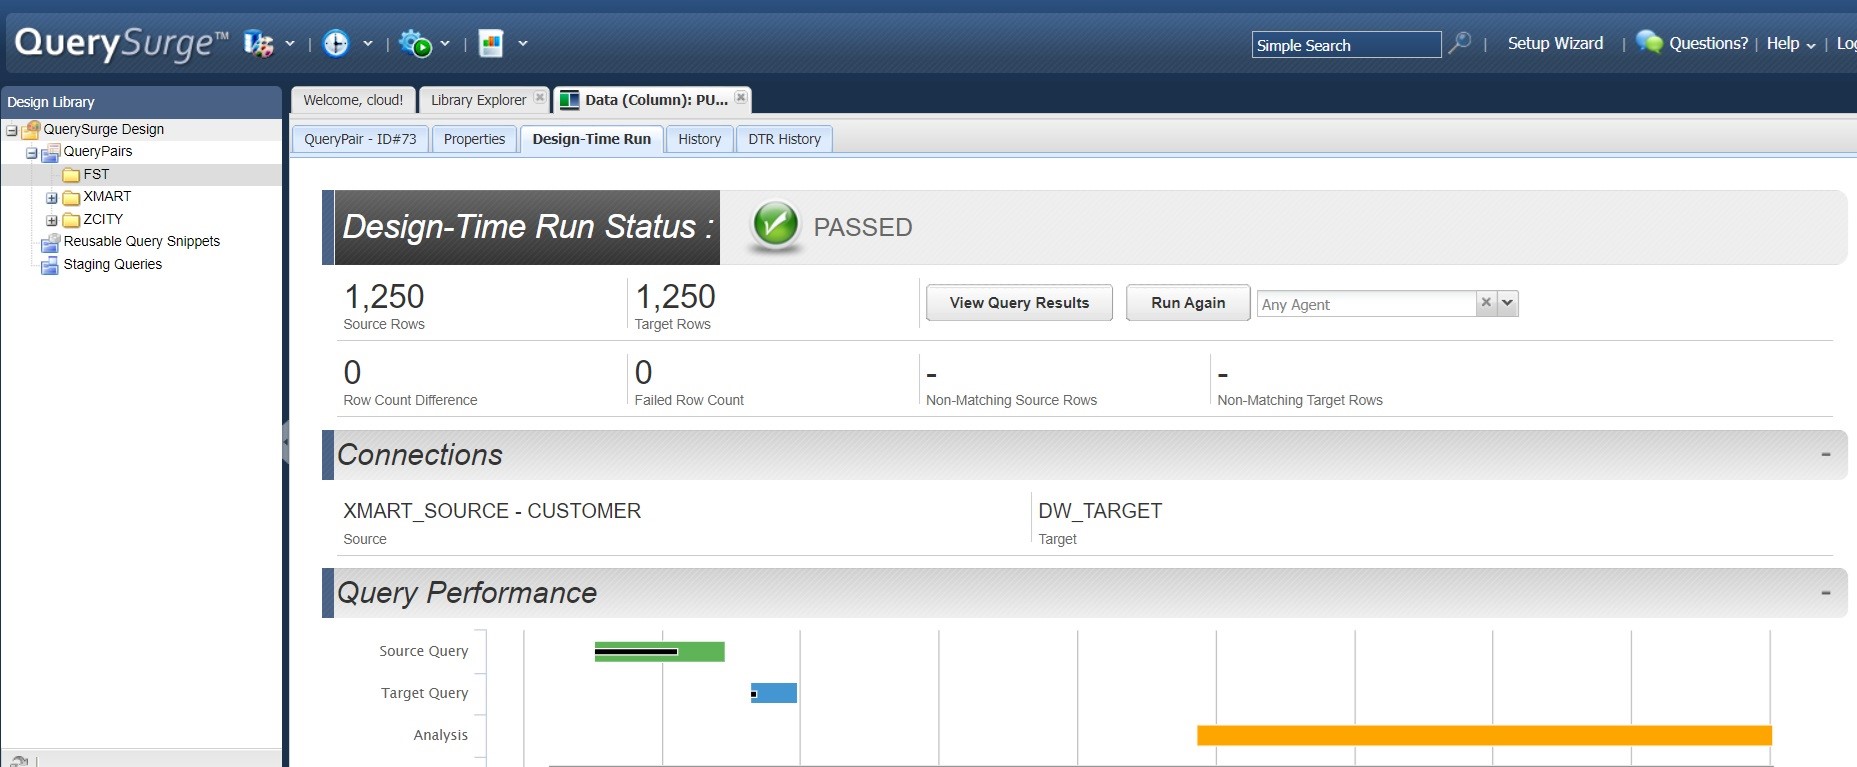 QuerySurge™
Simple Search
Setup Wizard
Questions?
Help
Design Library
Welcome, cloud!
Library Explorer
Data (Column): PU...
QuerySurge Design
QueryPairs
FST
XMART
ZCITY
Reusable Query Snippets
Staging Queries
QueryPair - ID#73
Properties
Design-Time Run
History
DTR History
Design-Time Run Status :
PASSED
1,250
Source Rows
1,250
Target Rows
View Query Results
Run Again
Any Agent
0
Row Count Difference
0
Failed Row Count
-
Non-Matching Source Rows
-
Non-Matching Target Rows
Connections
XMART_SOURCE - CUSTOMER
Source
DW_TARGET
Target
Query Performance
Source Query
Target Query
Analysis